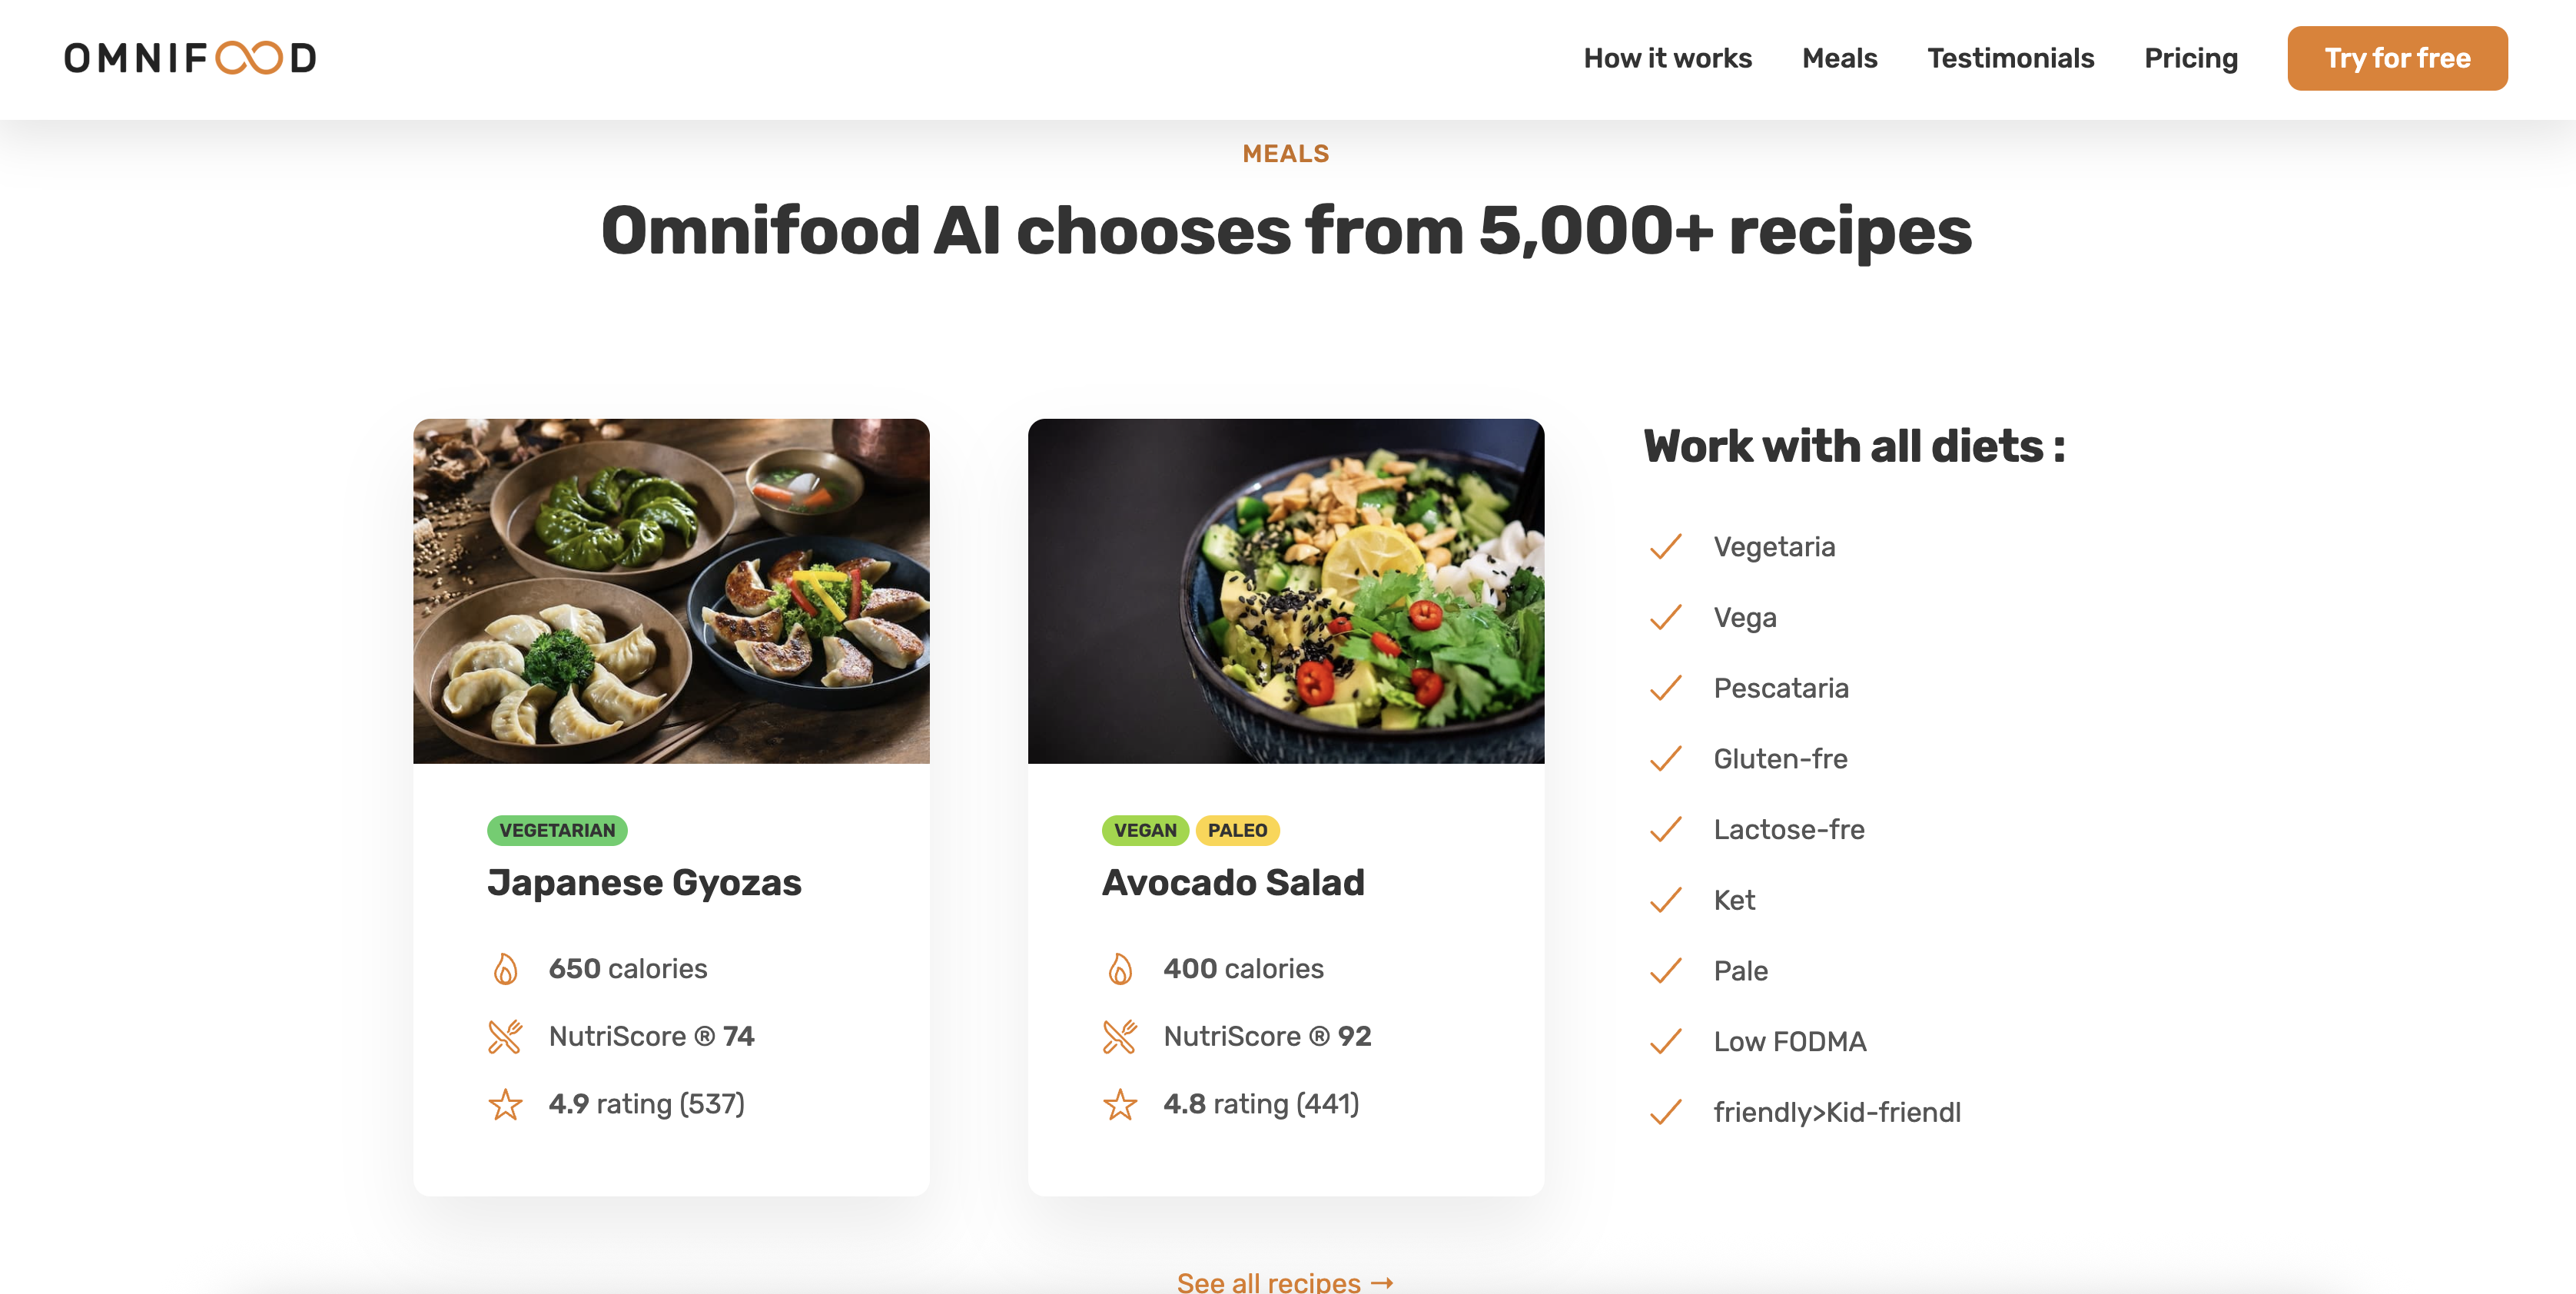 OMNIFOOD
How it works
Meals
Testimonials
Pricing
Try for free
MEALS
Omnifood AI chooses from 5,000+ recipes
VEGETARIAN
Japanese Gyozas
650 calories
NutriScore ® 74
4.9 rating (537)
VEGAN PALEO
Avocado Salad
400 calories
NutriScore ® 92
4.8 rating (441)
Work with all diets :
Vegetaria
Vega
Pescataria
Gluten-fre
Lactose-fre
Ket
Pale
Low FODMA
friendly>Kid-friendl
See all recipes →